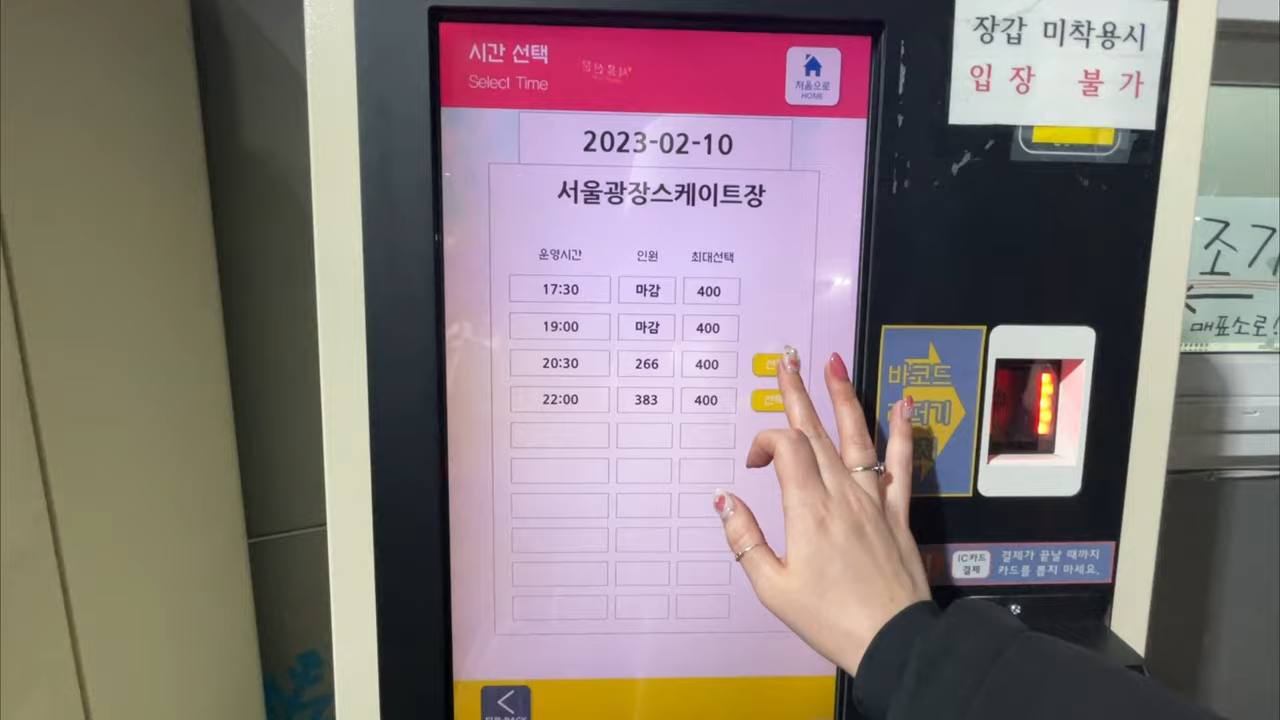 시간 선택
Select Time
처음으로
HOME
2023-02-10
서울광장스케이트장
운영시간 인원 최대선택
17:30 마감 400
19:00 마감 400
20:30 266 400
22:00 383 400
장갑 미착용시
입장 불가
조기
매표소로!
바코드
IC카드
결제
결제가 끝날 때까지
카드를 뽑지 마세요.